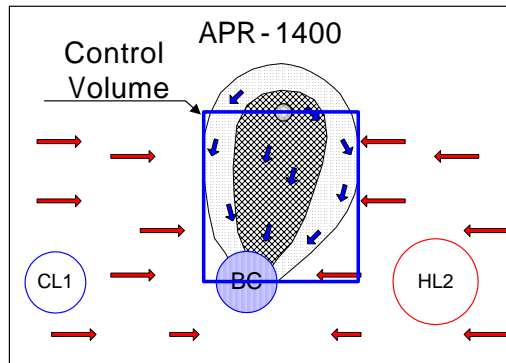 APR - 1400
Control
Volume
CL1
BC
HL2